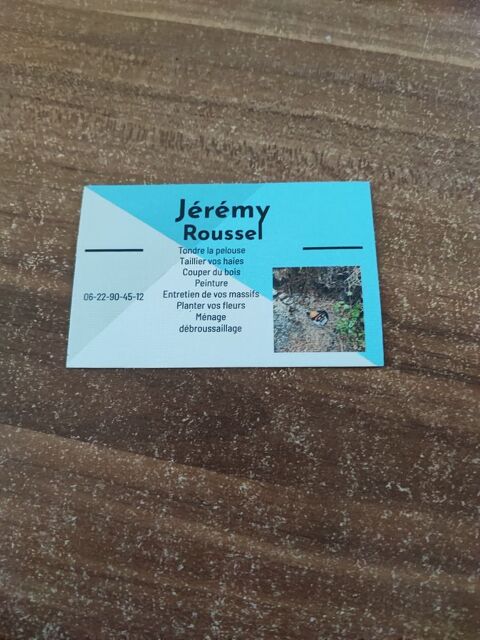 Jérémy
Roussel
Tondre la pelouse
Taillier vos haies
Couper du bois
Peinture
Entretien de vos massifs
Planter vos fleurs
Ménage
débroussaillage
06-22-90-45-12